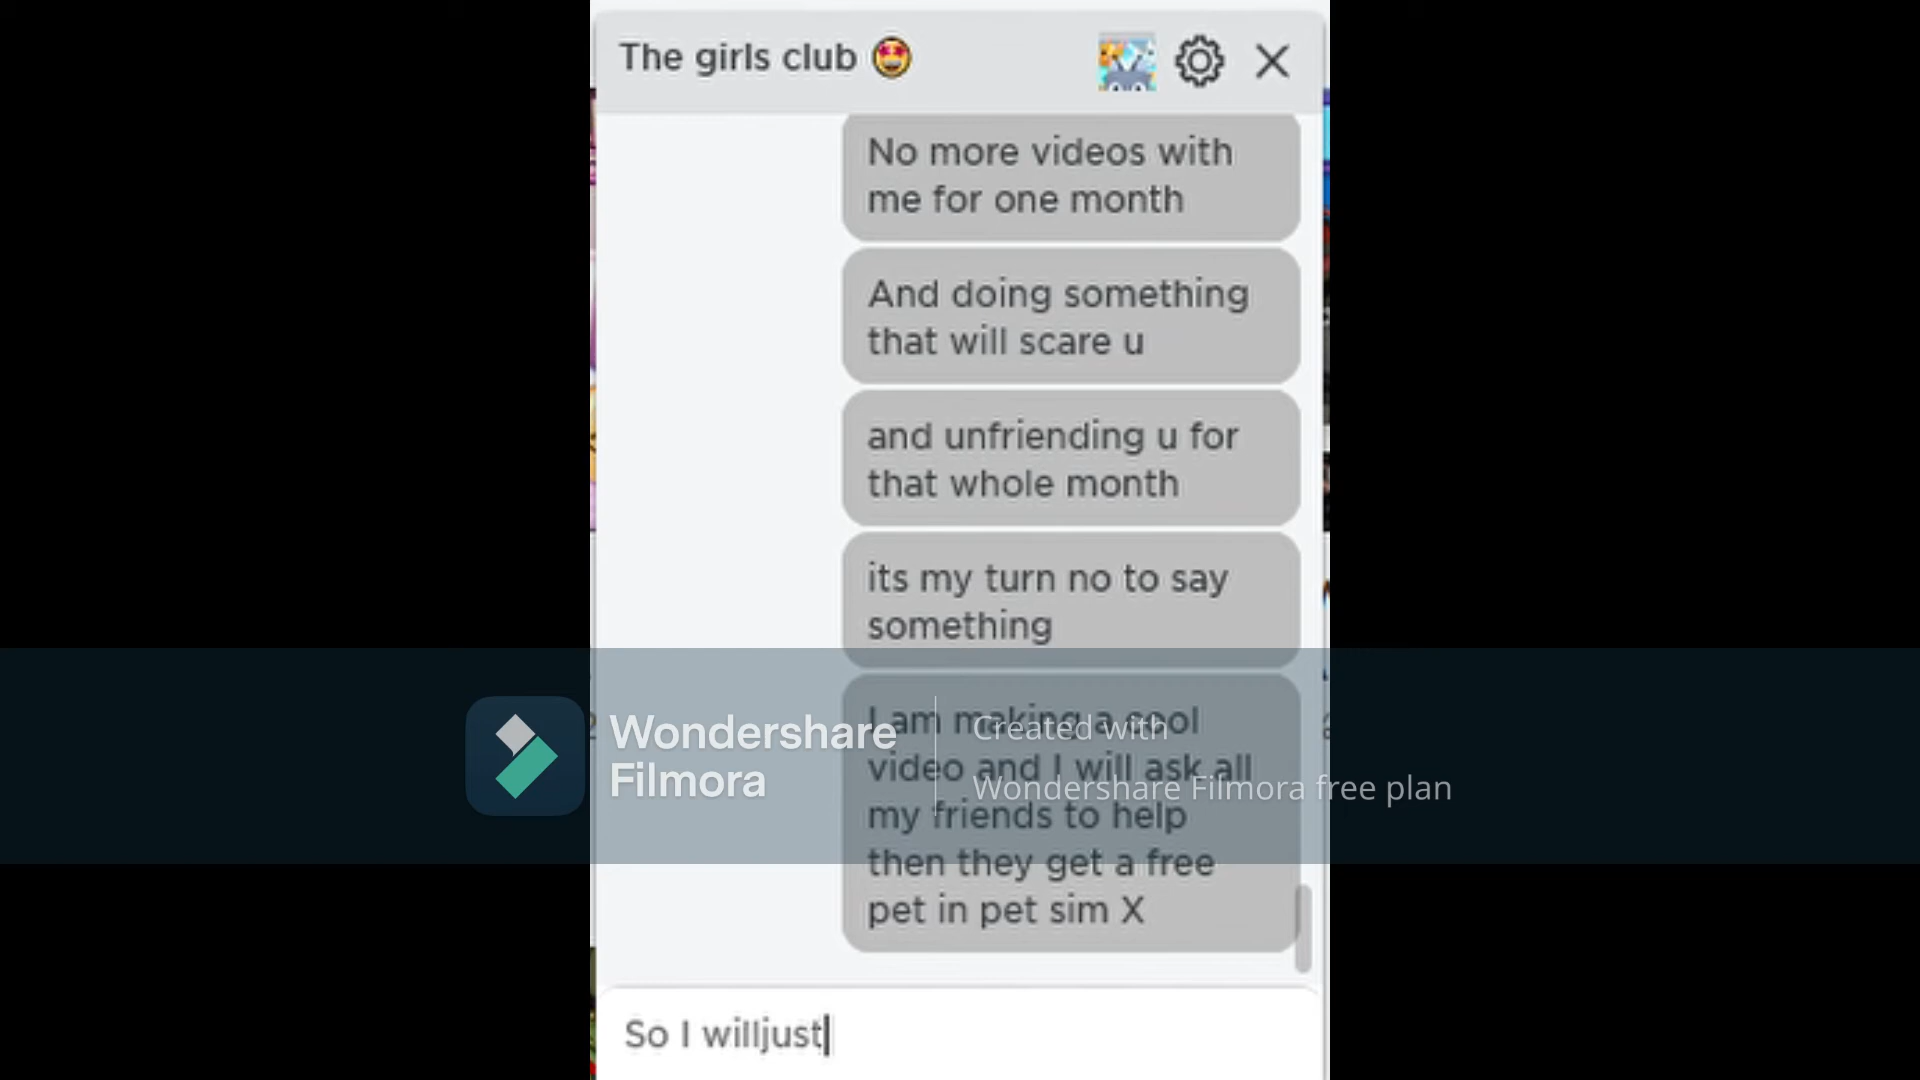 The girls club
No more videos with
me for one month
And doing something
that will scare u
and unfriending u for
that whole month
its my turn no to say
something
I am making a cool
video and I will ask all
my friends to help
then they get a free
pet in pet sim X
Wondershare
Filmora
Created with
Wondershare Filmora free plan
So I willjust